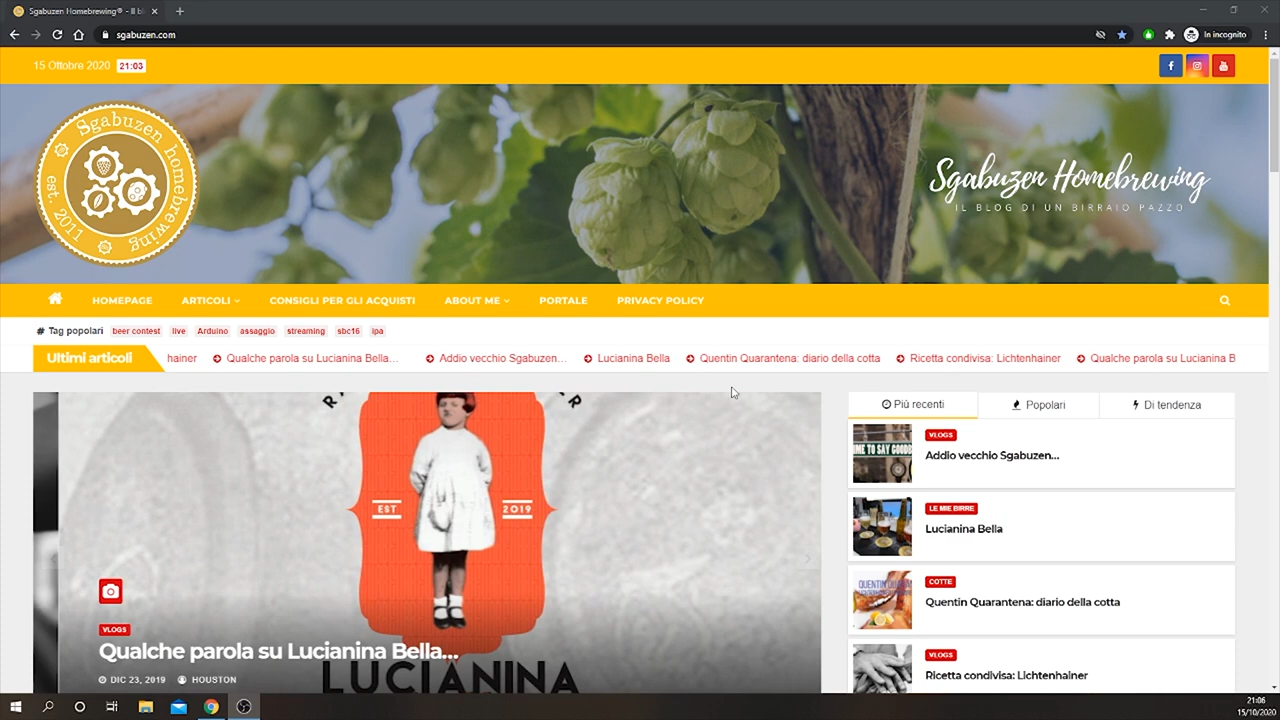 Sgabuzen Homebrewing® - Il bl
sgabuzen.com
In incognito
15 Ottobre 2020 21:03
Sgabuzen homebrewing
est. 2011
Sgabuzen Homebrewing
IL BLOG DI UN BIRRAIO PAZZO
HOMEPAGE ARTICOLI CONSIGLI PER GLI ACQUISTI ABOUT ME PORTALE PRIVACY POLICY
# Tag popolari beer contest live Arduino assaggio streaming sbc16 ipa
Ultimi articoli hainer Qualche parola su Lucianina Bella... Addio vecchio Sgabuzen... Lucianina Bella Quentin Quarantena: diario della cotta Ricetta condivisa: Lichtenhainer Qualche parola su Lucianina B
EST 2019
VLOGS
Qualche parola su Lucianina Bella...
DIC 23, 2019 HOUSTON
LUCIANINA
Più recenti Popolari Di tendenza
VLOGS
Addio vecchio Sgabuzen...
LE MIE BIRRE
Lucianina Bella
COTTE
Quentin Quarantena: diario della cotta
VLOGS
Ricetta condivisa: Lichtenhainer
21:06
15/10/2020